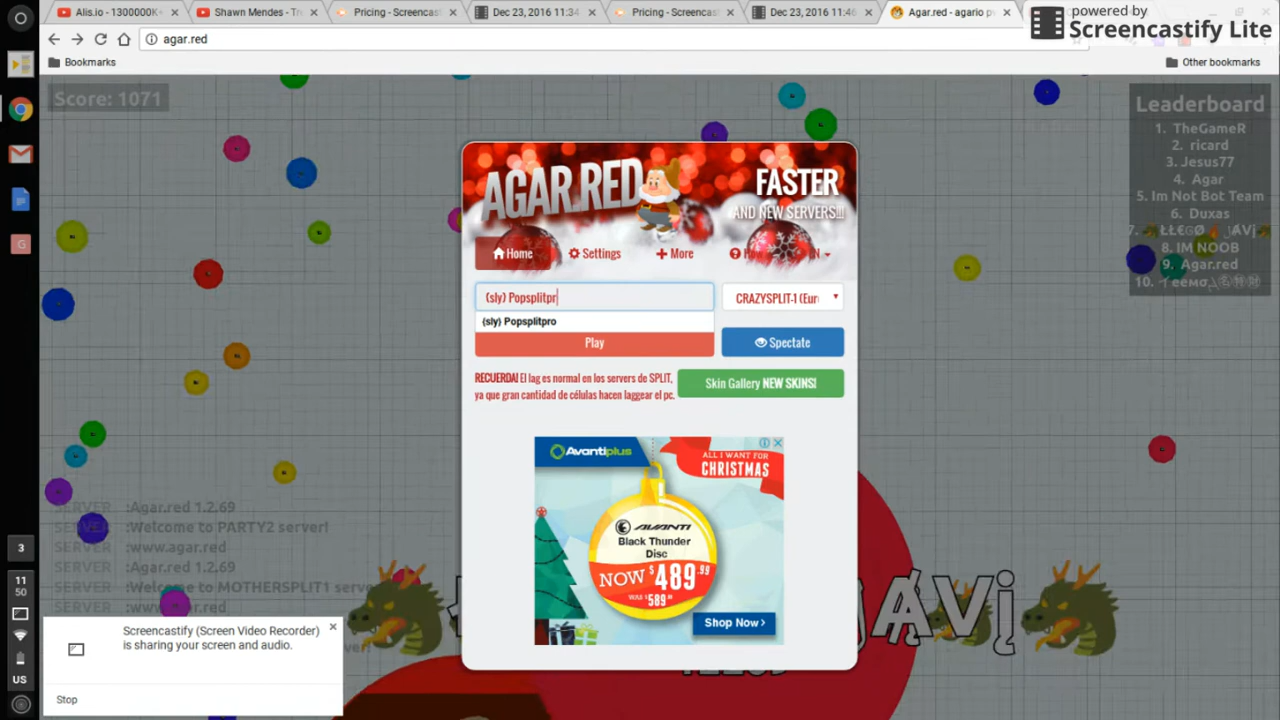 Alis.io - 1300000K+
Shawn Mendes - Tre
Pricing - Screencast
Dec 23, 2016 11:34
Pricing - Screencas
Dec 23, 2016 11:46
Agar.red - agario pv
powered by
Screencastify Lite
agar.red
Bookmarks
Other bookmarks
Score: 1071
Leaderboard
1. TheGameR
2. ricard
3. Jesus77
4. Agar
5. Im Not Bot Team
6. Duxas
8. IM NOOB
9. Agar.red
AGAR.RED
FASTER
AND NEW SERVERS!!!
Home
Settings
More
(sly) Popsplitpr
CRAZYSPLIT-1 (Eur
(sly) Popsplitpro
Play
Spectate
RECUERDA! El lag es normal en los servers de SPLIT,
ya que gran cantidad de células hacen laggear el pc.
Skin Gallery NEW SKINS!
Avantiplus
ALL I WANT FOR
CHRISTMAS
AVANTI
Black Thunder
Disc
NOW $489.99
WAS $589
Shop Now
SERVER :Agar.red 1.2.69
SERVER :Welcome to PARTY2 server!
SERVER :www.agar.red
SERVER :Agar.red 1.2.69
SERVER :Welcome to MOTHERSPLIT1 serve
SERVER :www
Screencastify (Screen Video Recorder)
is sharing your screen and audio.
Stop
3
11
50
US